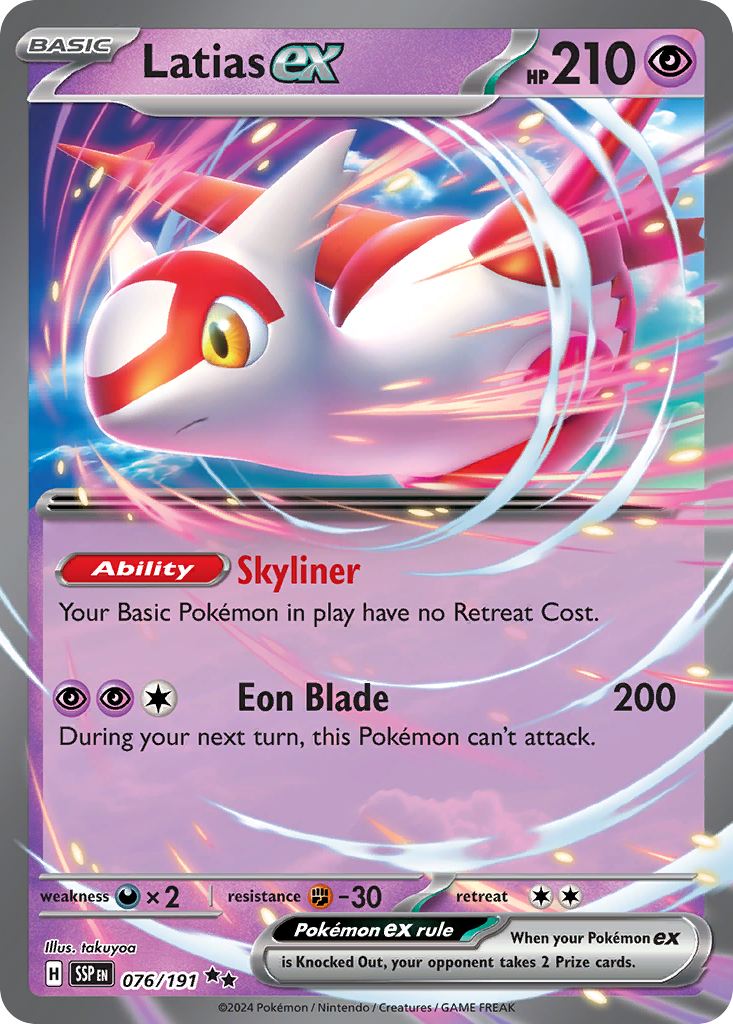 BASIC
Latias ex HP 210
Ability Skyliner
Your Basic Pokémon in play have no Retreat Cost.
Eon Blade 200
During your next turn, this Pokémon can't attack.
weakness ×2 resistance -30 retreat
Illus. takuyoa
Pokémon ex rule When your Pokémon ex
is Knocked Out, your opponent takes 2 Prize cards.
H SSP EN 076/191 ★★
©2024 Pokémon / Nintendo / Creatures / GAME FREAK